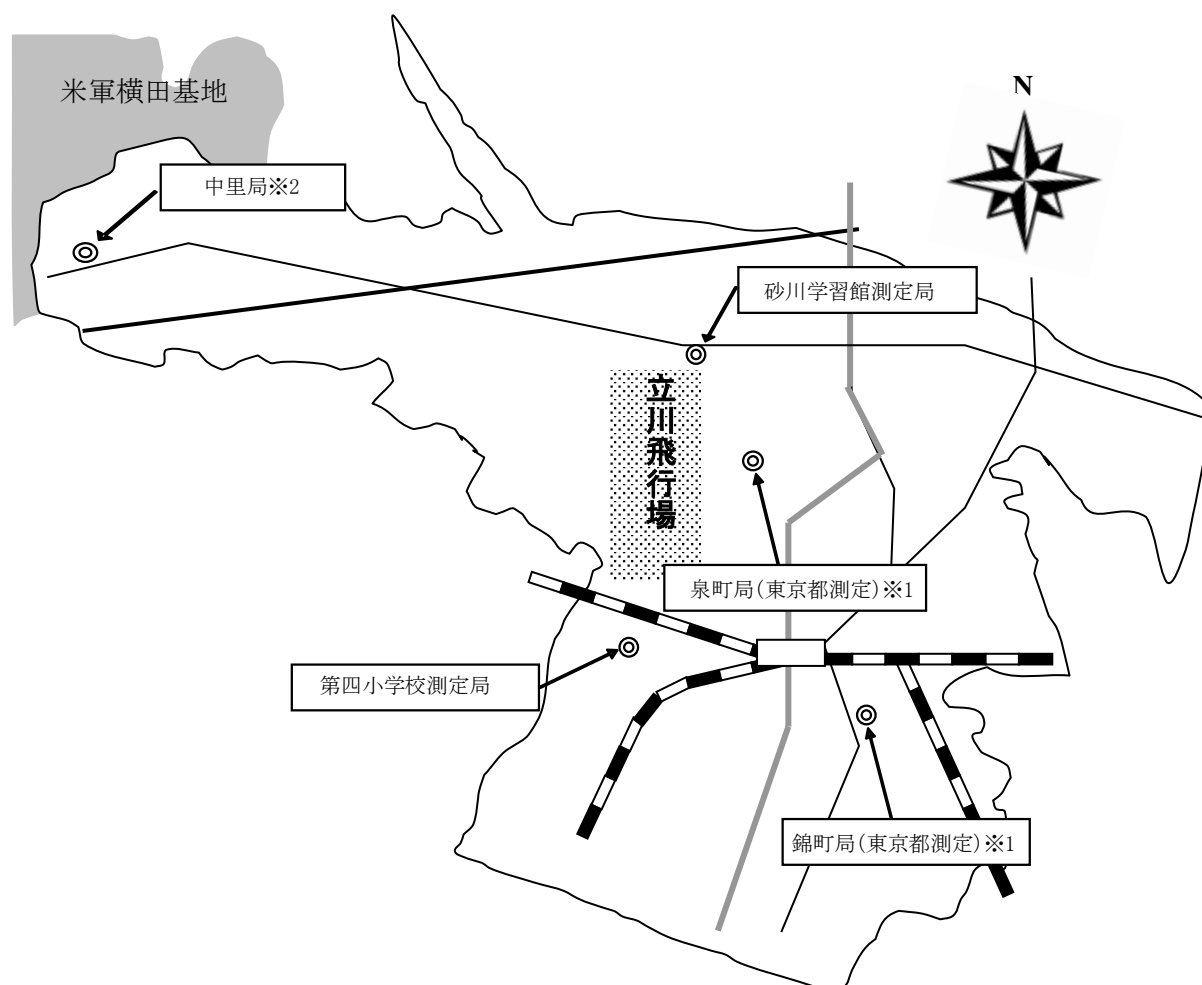 米軍横田基地
N
中里局※2
砂川学習館測定局
立川飛行場
泉町局(東京都測定)※1
第四小学校測定局
錦町局(東京都測定)※1